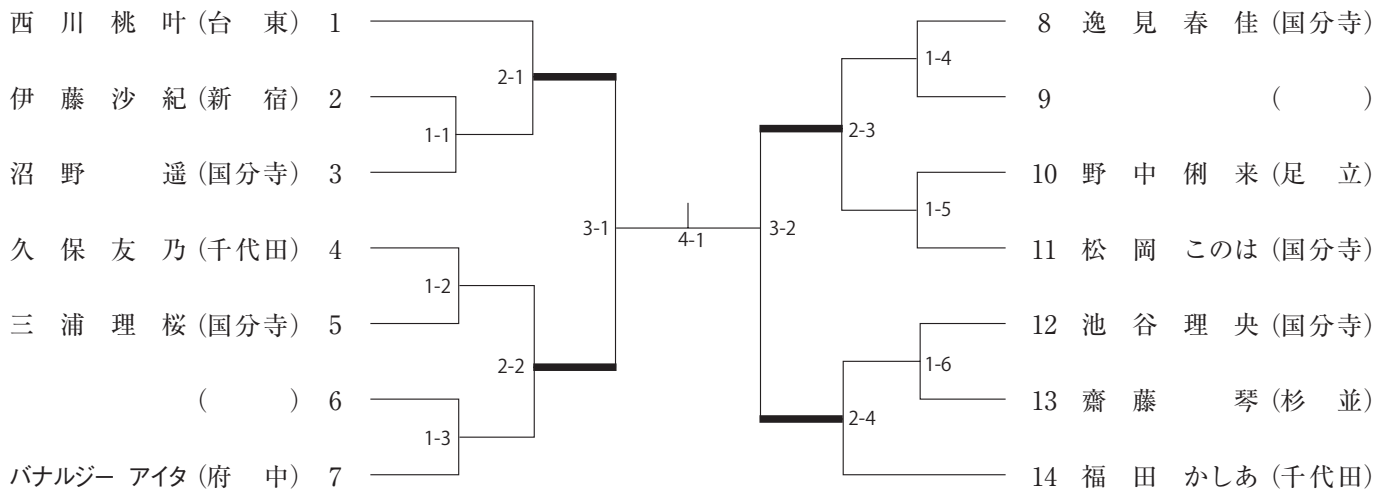 西川桃叶(台東) 1
2-1
伊藤沙紀(新宿) 2
1-1
沼野遥(国分寺) 3
3-1
久保友乃(千代田) 4
1-2
三浦理桜(国分寺) 5
2-2
( ) 6
1-3
バナルジー アイタ(府中) 7
4-1
8 逸見春佳(国分寺)
1-4
9 ( )
2-3
10 野中俐来(足立)
1-5
11 松岡このは(国分寺)
3-2
12 池谷理央(国分寺)
1-6
13 齋藤琴(杉並)
2-4
14 福田かしあ(千代田)